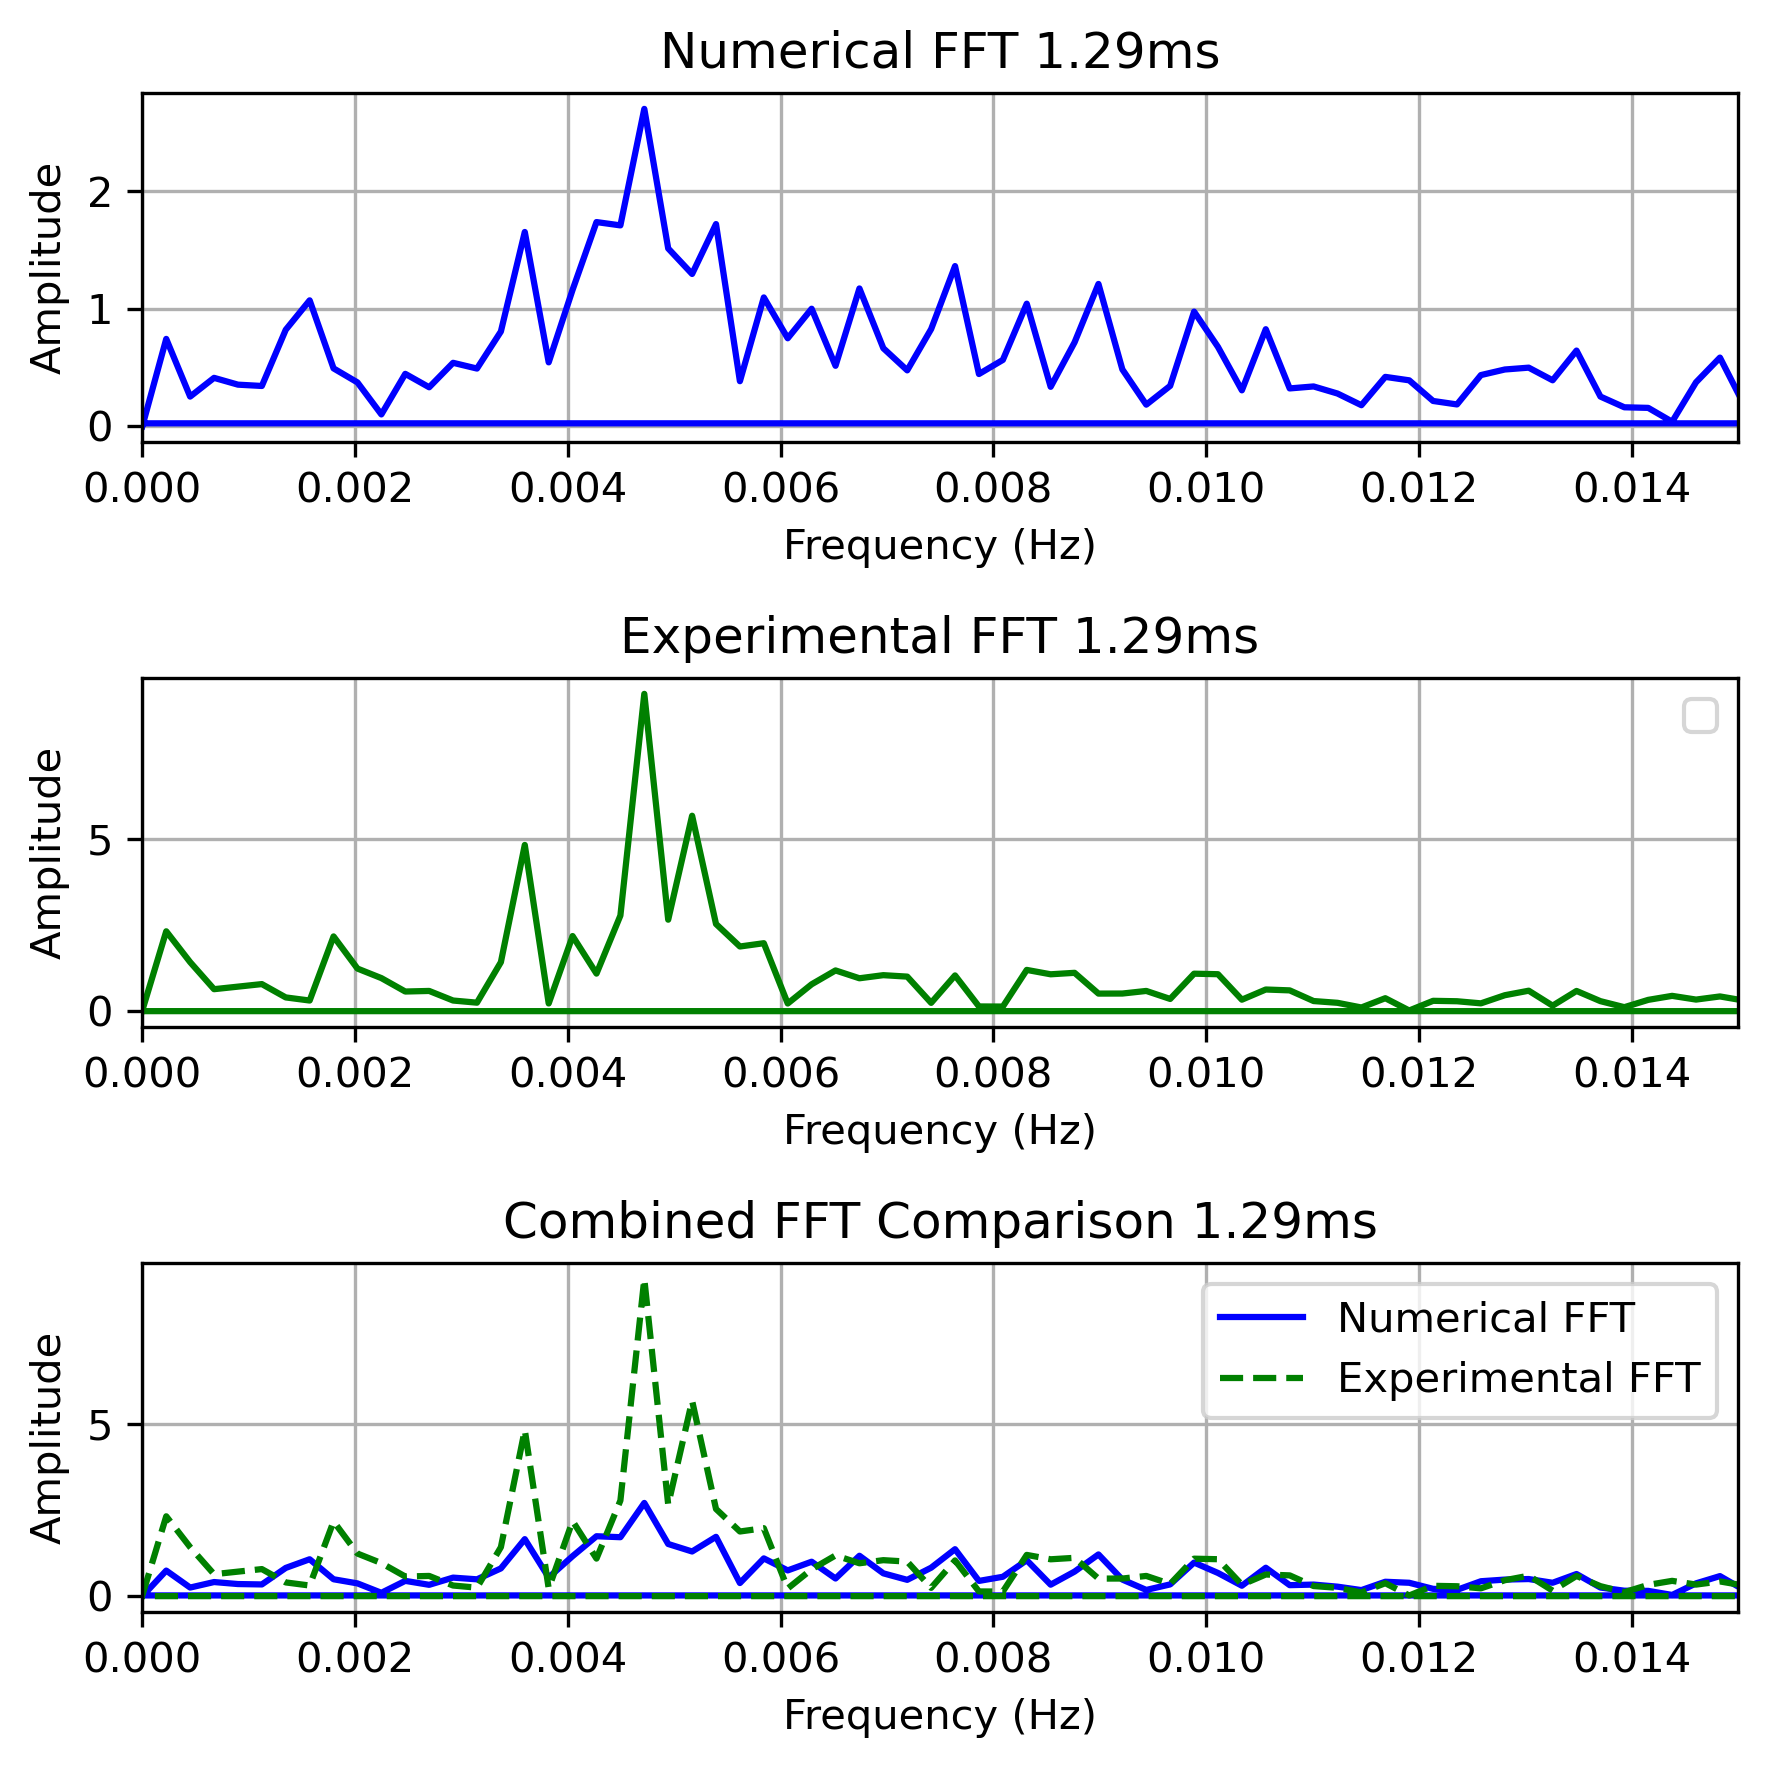 Numerical FFT 1.29ms
Amplitude
2
1
0
0.000 0.002 0.004 0.006 0.008 0.010 0.012 0.014
Frequency (Hz)
Experimental FFT 1.29ms
Amplitude
5
0
0.000 0.002 0.004 0.006 0.008 0.010 0.012 0.014
Frequency (Hz)
Combined FFT Comparison 1.29ms
Amplitude
5
0
Numerical FFT
Experimental FFT
0.000 0.002 0.004 0.006 0.008 0.010 0.012 0.014
Frequency (Hz)